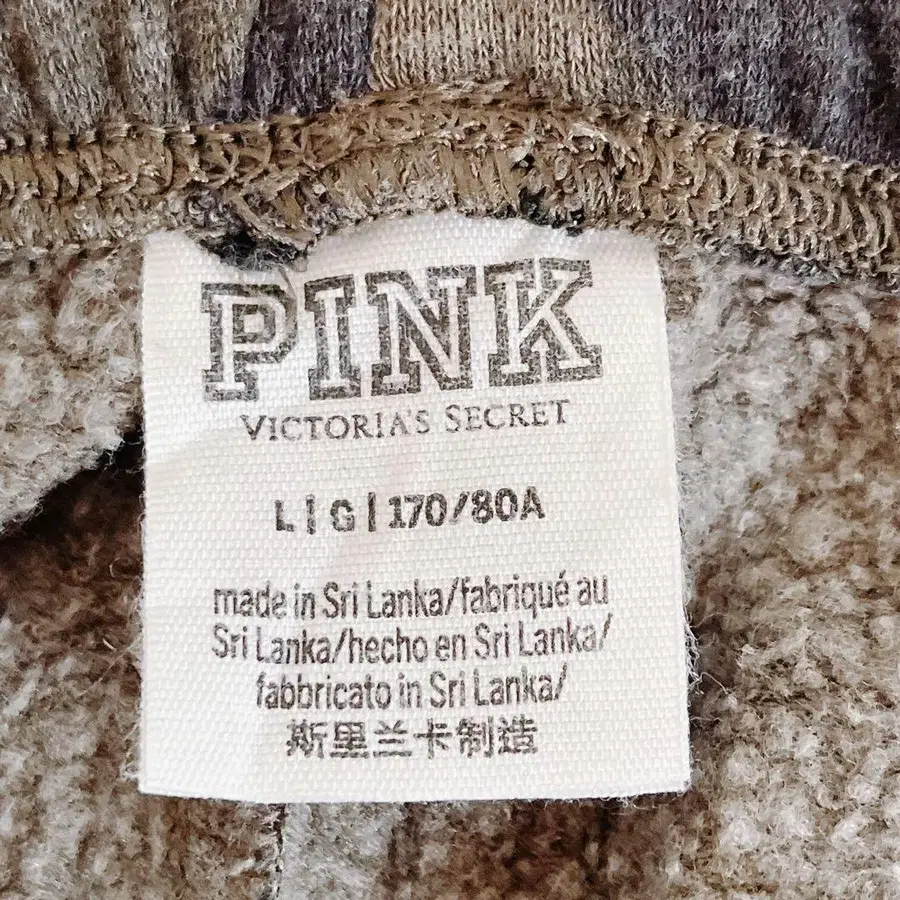 PINK
VICTORIA'S SECRET
L | G | 170/80A
made in Sri Lanka/fabriqué au
Sri Lanka/hecho en Sri Lanka/
fabbricato in Sri Lanka/
斯里兰卡制造